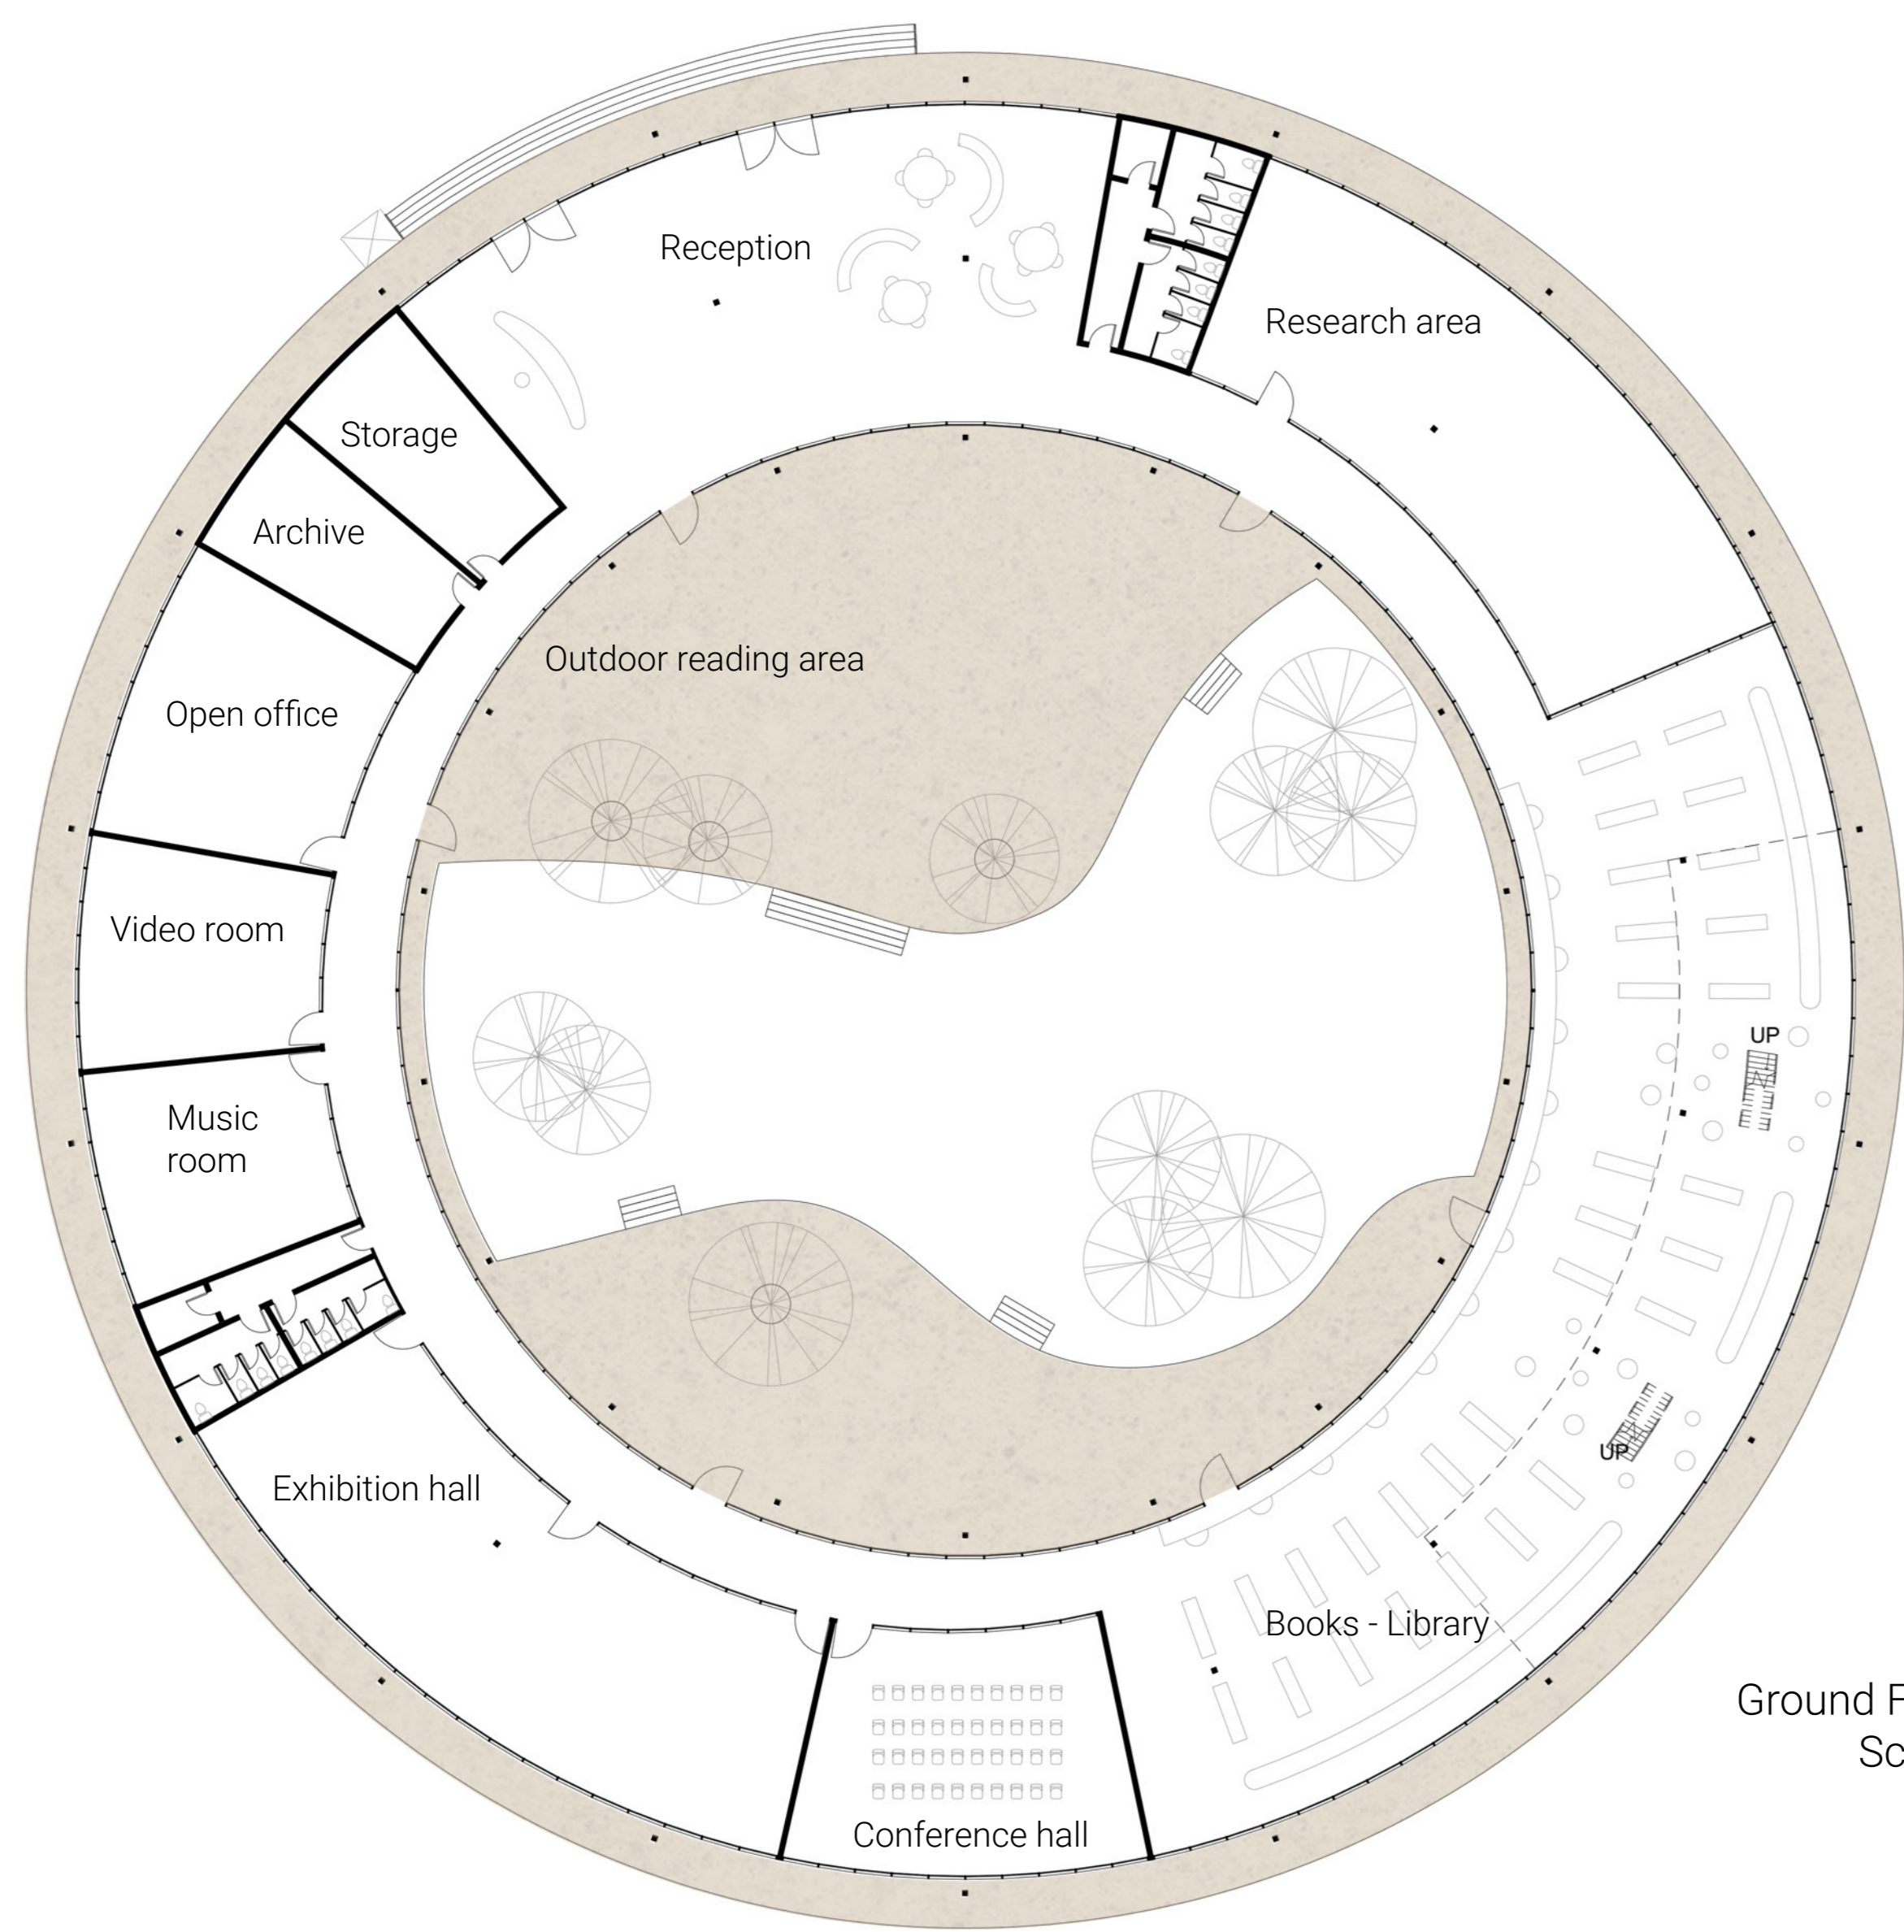 Reception
Research area
Storage
Archive
Outdoor reading area
Open office
Video room
UP
Music
room
UP
Exhibition hall
Books - Library
Conference hall
Ground